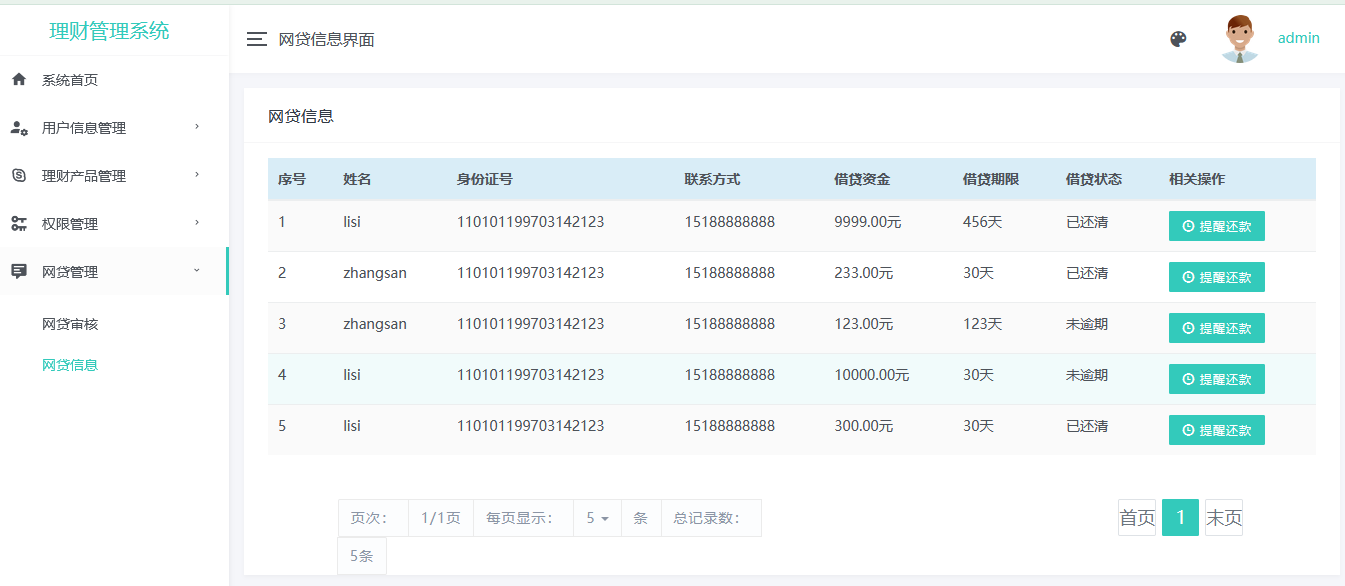 理财管理系统
网贷信息界面
admin
系统首页
用户信息管理
理财产品管理
权限管理
网贷管理
网贷审核
网贷信息
网贷信息
序号 姓名 身份证号 联系方式 借贷资金 借贷期限 借贷状态 相关操作
1 lisi 110101199703142123 15188888888 9999.00元 456天 已还清 提醒还款
2 zhangsan 110101199703142123 15188888888 233.00元 30天 已还清 提醒还款
3 zhangsan 110101199703142123 15188888888 123.00元 123天 未逾期 提醒还款
4 lisi 110101199703142123 15188888888 10000.00元 30天 未逾期 提醒还款
5 lisi 110101199703142123 15188888888 300.00元 30天 已还清 提醒还款
页次： 1/1页 每页显示： 5 条 总记录数： 首页 1 末页
5条